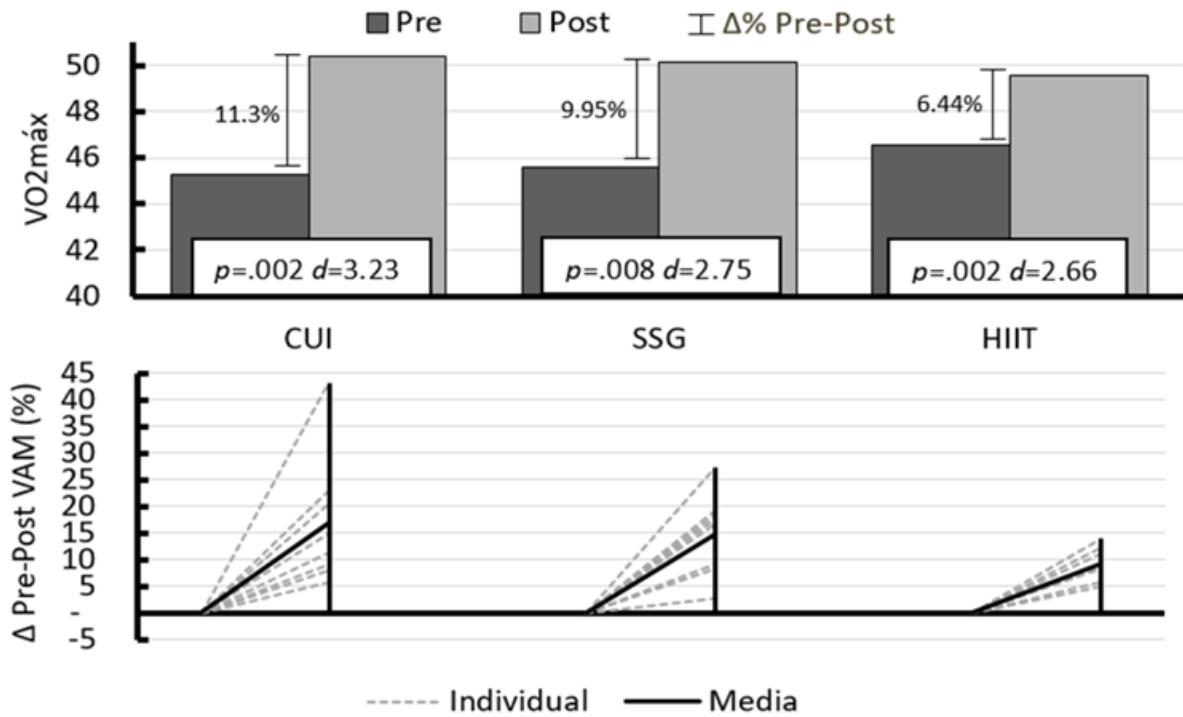 Pre Post Δ% Pre-Post
VO2máx
50
48
46
44
42
40
11.3%
9.95%
6.44%
p=.002 d=3.23
p=.008 d=2.75
p=.002 d=2.66
CUI SSG HIIT
Δ Pre-Post VAM (%)
45
40
35
30
25
20
15
10
5
-
-5
Individual Media